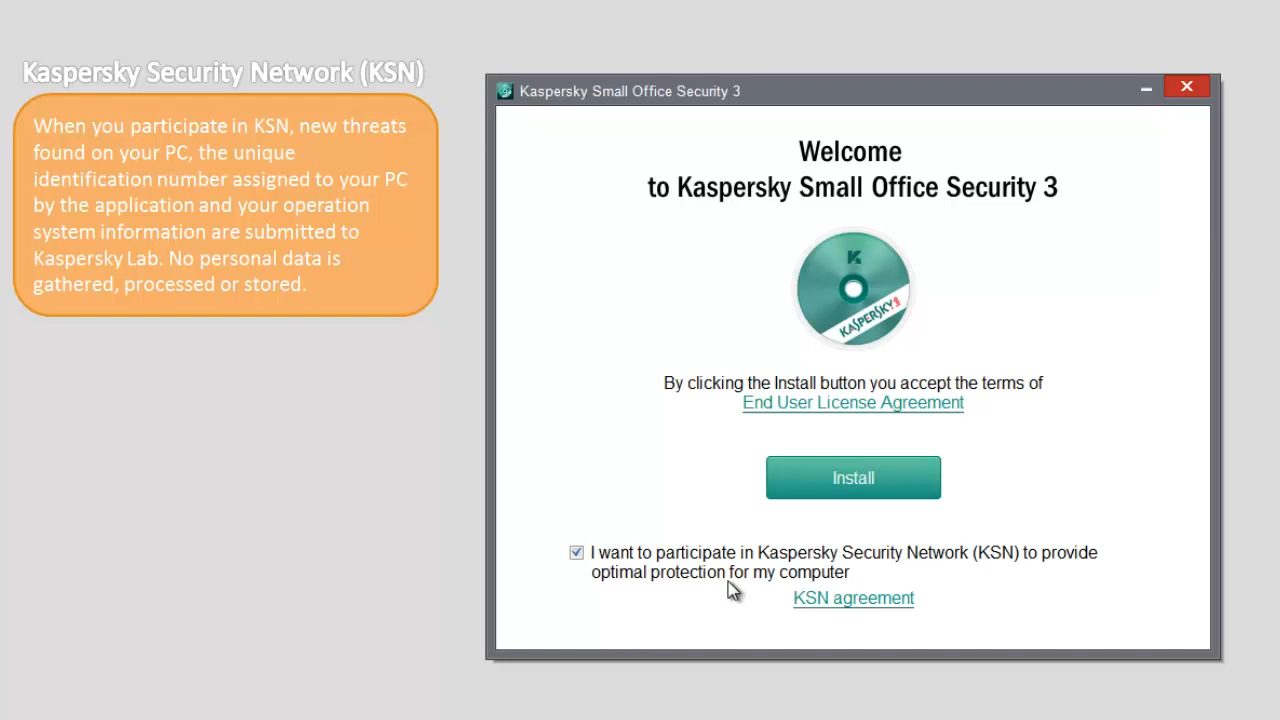 Kaspersky Security Network (KSN)
When you participate in KSN, new threats
found on your PC, the unique
identification number assigned to your PC
by the application and your operation
system information are submitted to
Kaspersky Lab. No personal data is
gathered, processed or stored.
Kaspersky Small Office Security 3
Welcome
to Kaspersky Small Office Security 3
K
KASPERSKY
By clicking the Install button you accept the terms of
End User License Agreement
Install
I want to participate in Kaspersky Security Network (KSN) to provide
optimal protection for my computer
KSN agreement